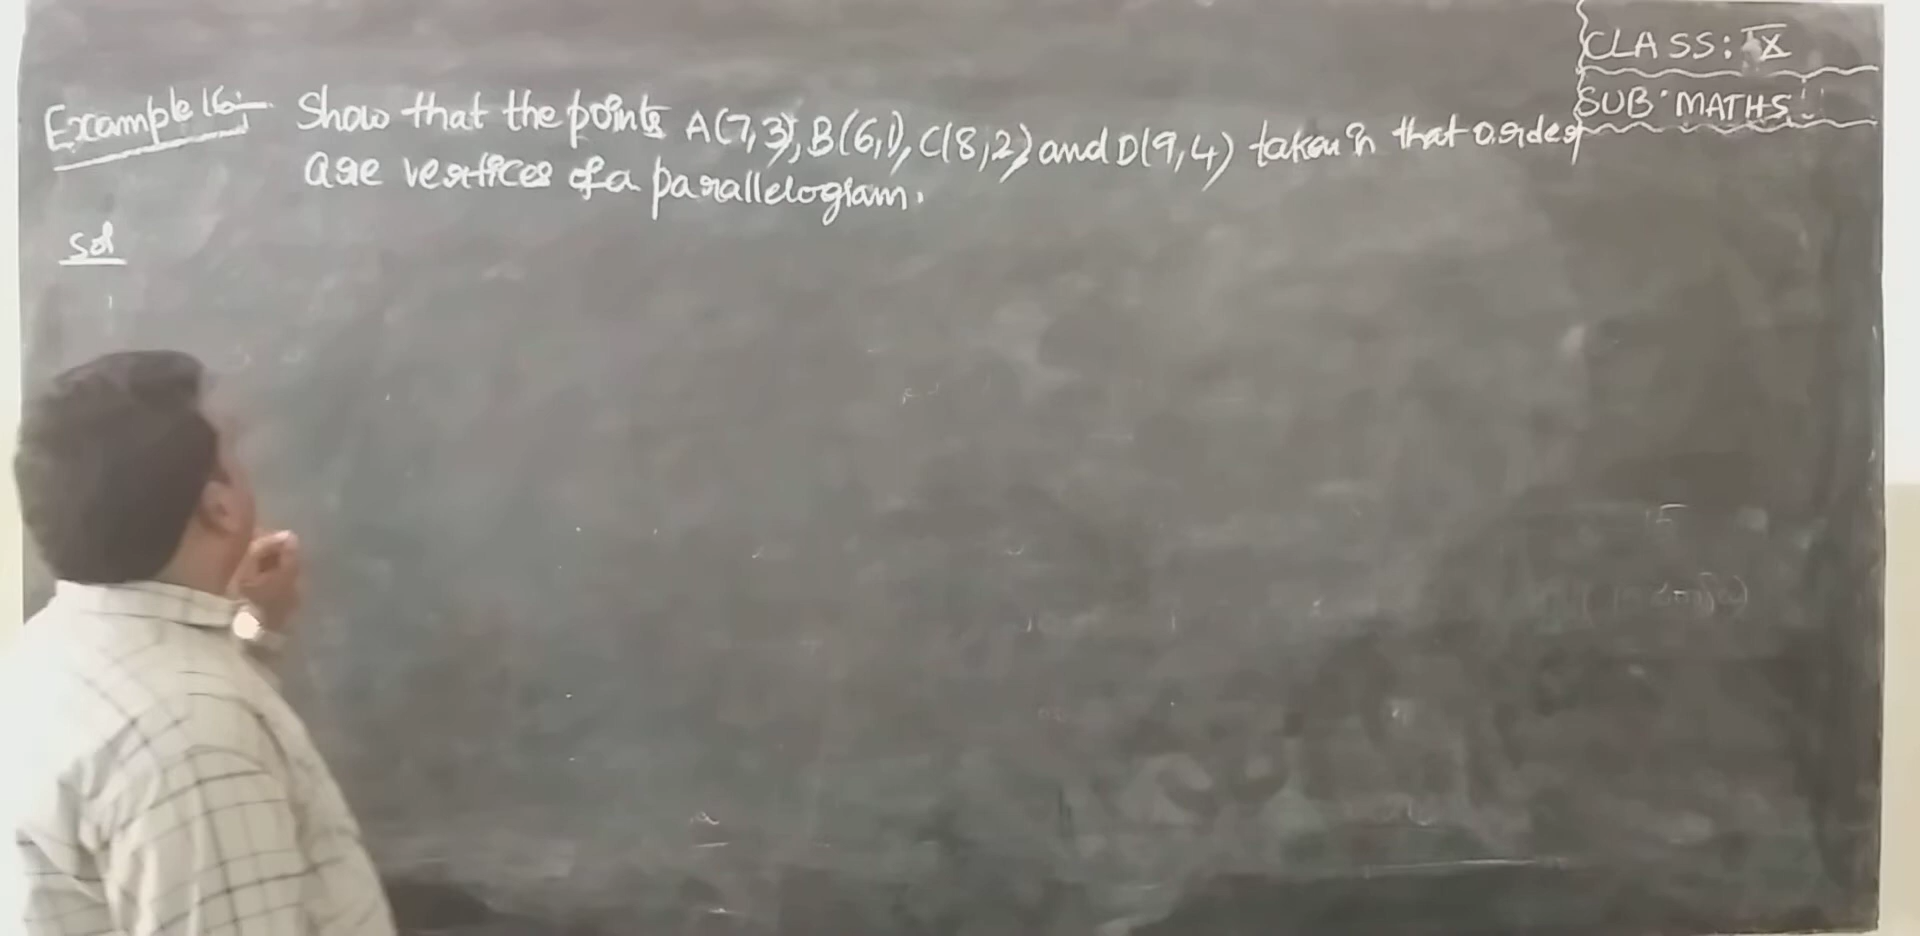 CLASS: IX
SUB: MATHS
Example 16:- Show that the points A(7,3), B(6,1), C(8,2) and D(9,4) taken in that order
are vertices of a parallelogram.
Sol